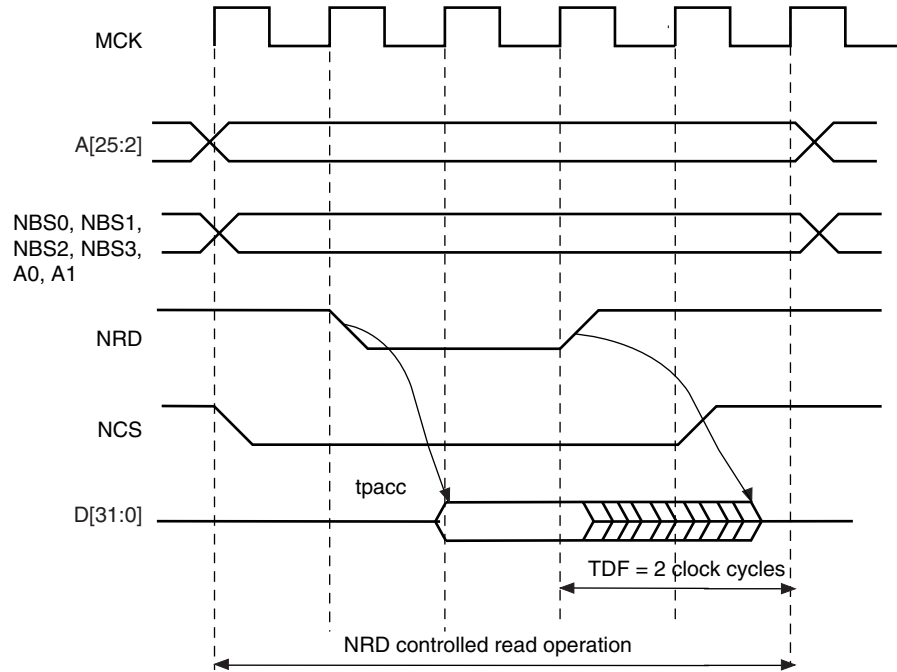 MCK
A[25:2]
NBS0, NBS1,
NBS2, NBS3,
A0, A1
NRD
NCS
tpacc
D[31:0]
TDF = 2 clock cycles
NRD controlled read operation